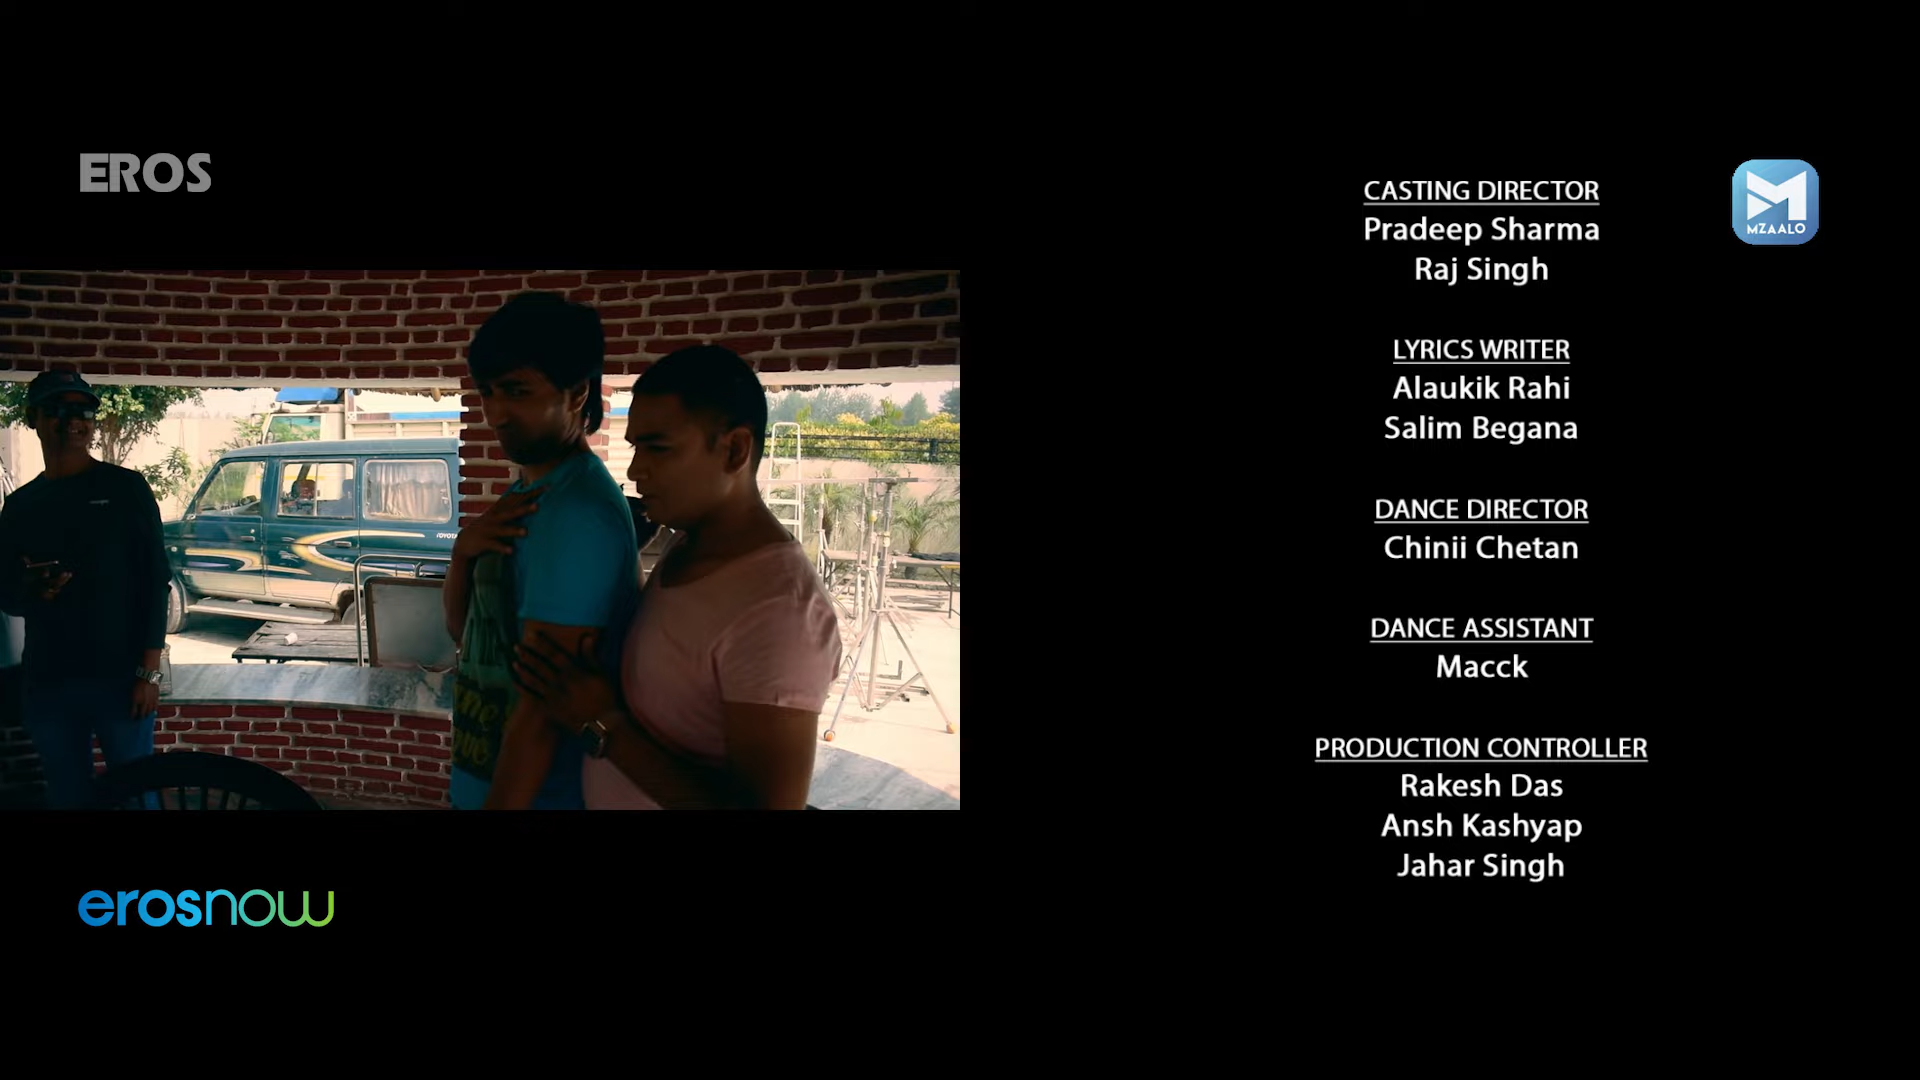 EROS
CASTING DIRECTOR
Pradeep Sharma
Raj Singh
MZAALO
LYRICS WRITER
Alaukik Rahi
Salim Begana
DANCE DIRECTOR
Chinii Chetan
TOYOTA
DANCE ASSISTANT
Macck
PRODUCTION CONTROLLER
Rakesh Das
Ansh Kashyap
Jahar Singh
erosnow